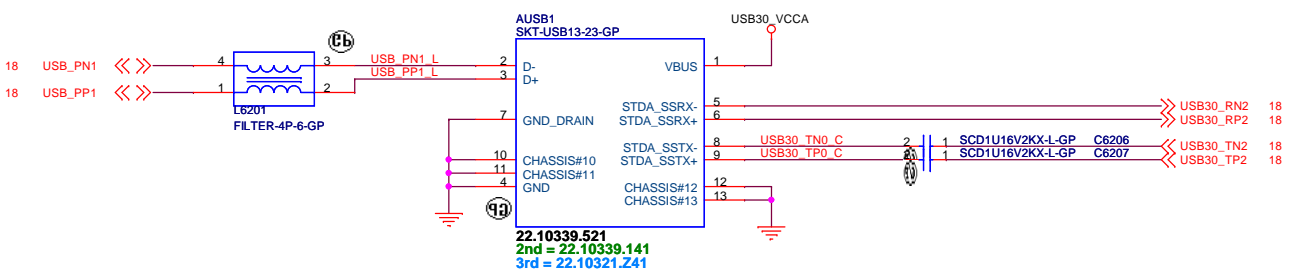 AUSB1
SKT-USB13-23-GP
USB30_VCCA
18 USB_PN1 4 3 USB_PN1_L 2 D- VBUS 1
18 USB_PP1 1 2 USB_PP1_L 3 D+
L6201
FILTER-4P-6-GP
STDA_SSRX- 5 USB30_RN2 18
7 GND_DRAIN STDA_SSRX+ 6 USB30_RP2 18
STDA_SSTX- 8 USB30_TN0_C 2 1 SCD1U16V2KX-L-GP C6206 USB30_TN2 18
10 CHASSIS#10 STDA_SSTX+ 9 USB30_TP0_C 1 SCD1U16V2KX-L-GP C6207 USB30_TP2 18
11 CHASSIS#11
4 GND CHASSIS#12 12
CHASSIS#13 13
22.10339.521
2nd = 22.10339.141
3rd = 22.10321.Z41